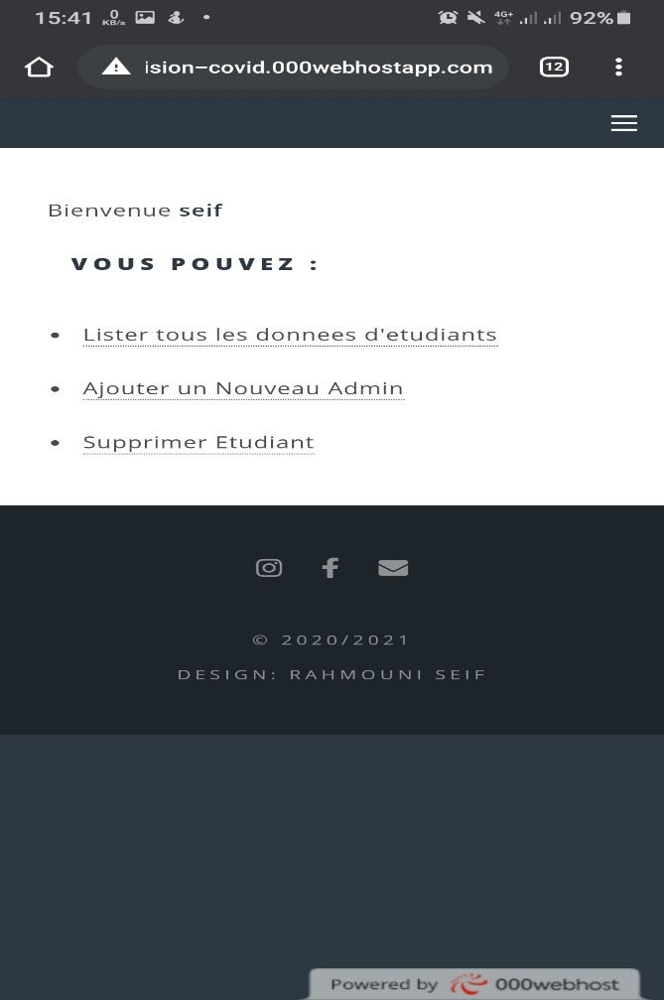 15:41 0 KB/s 4G+ 92%
ision-covid.000webhostapp.com 12
Bienvenue seif
VOUS POUVEZ :
• Lister tous les donnees d'etudiants
• Ajouter un Nouveau Admin
• Supprimer Etudiant
© 2020/2021
DESIGN: RAHMOUNI SEIF
Powered by 000webhost